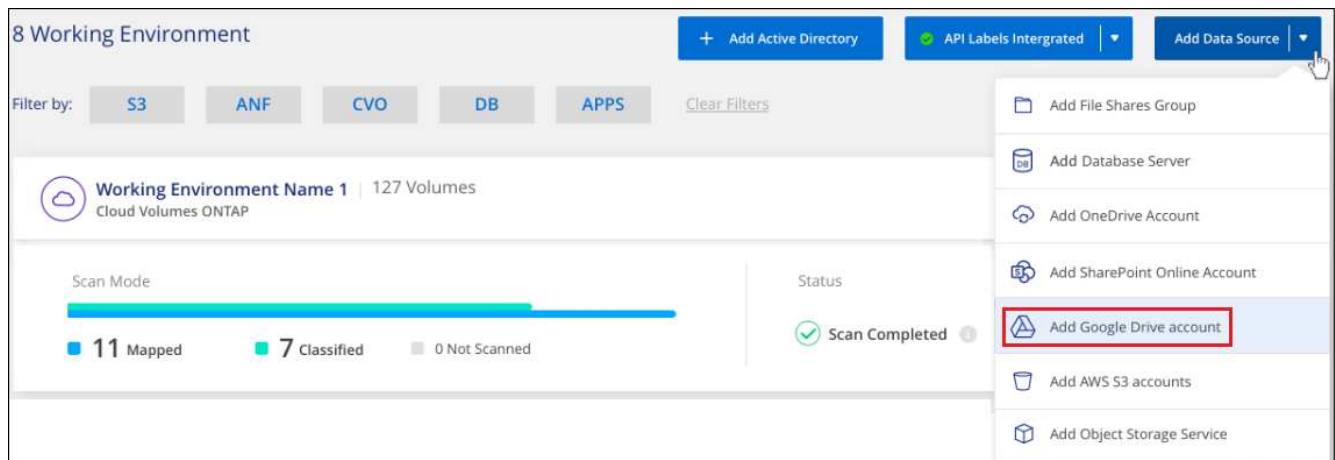 8 Working Environment
+ Add Active Directory
API Labels Intergrated
Add Data Source
Filter by: S3 ANF CVO DB APPS Clear Filters
Add File Shares Group
DB Add Database Server
Working Environment Name 1 | 127 Volumes
Cloud Volumes ONTAP
Add OneDrive Account
Scan Mode
Status
S Add SharePoint Online Account
11 Mapped 7 Classified 0 Not Scanned
Scan Completed i
Add Google Drive account
Add AWS S3 accounts
Add Object Storage Service